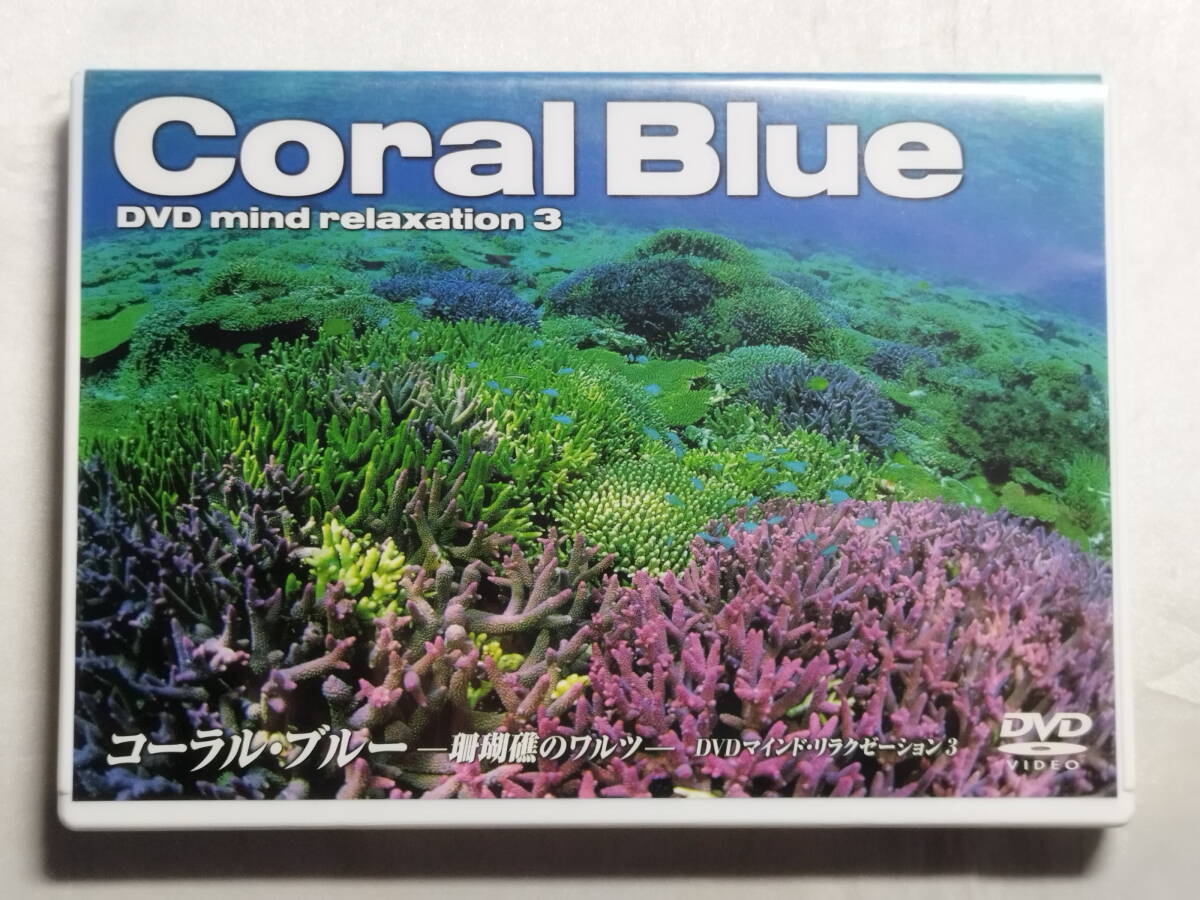 Coral Blue
DVD mind relaxation 3
コーラル・ブルー ―珊瑚礁のワルツ― DVDマインド・リラクゼーション3
DVD
VIDEO